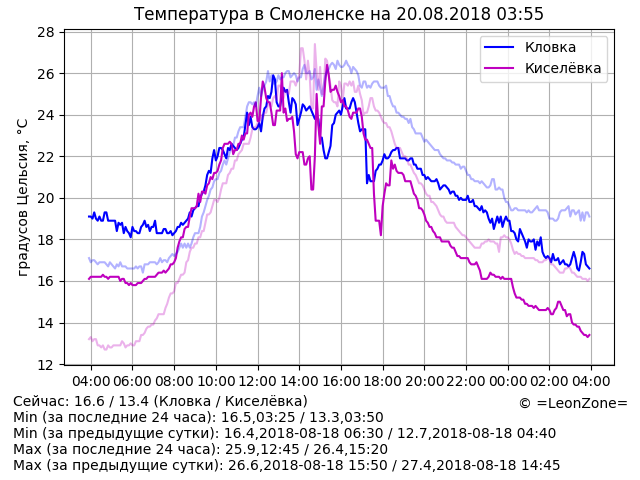 Температура в Смоленске на 20.08.2018 03:55
градусов Цельсия, °C
28
26
24
22
20
18
16
14
12
Кловка
Киселёвка
04:00 06:00 08:00 10:00 12:00 14:00 16:00 18:00 20:00 22:00 00:00 02:00 04:00
Сейчас: 16.6 / 13.4 (Кловка / Киселёвка)
© =LeonZone=
Min (за последние 24 часа): 16.5,03:25 / 13.3,03:50
Min (за предыдущие сутки): 16.4,2018-08-18 06:30 / 12.7,2018-08-18 04:40
Max (за последние 24 часа): 25.9,12:45 / 26.4,15:20
Max (за предыдущие сутки): 26.6,2018-08-18 15:50 / 27.4,2018-08-18 14:45